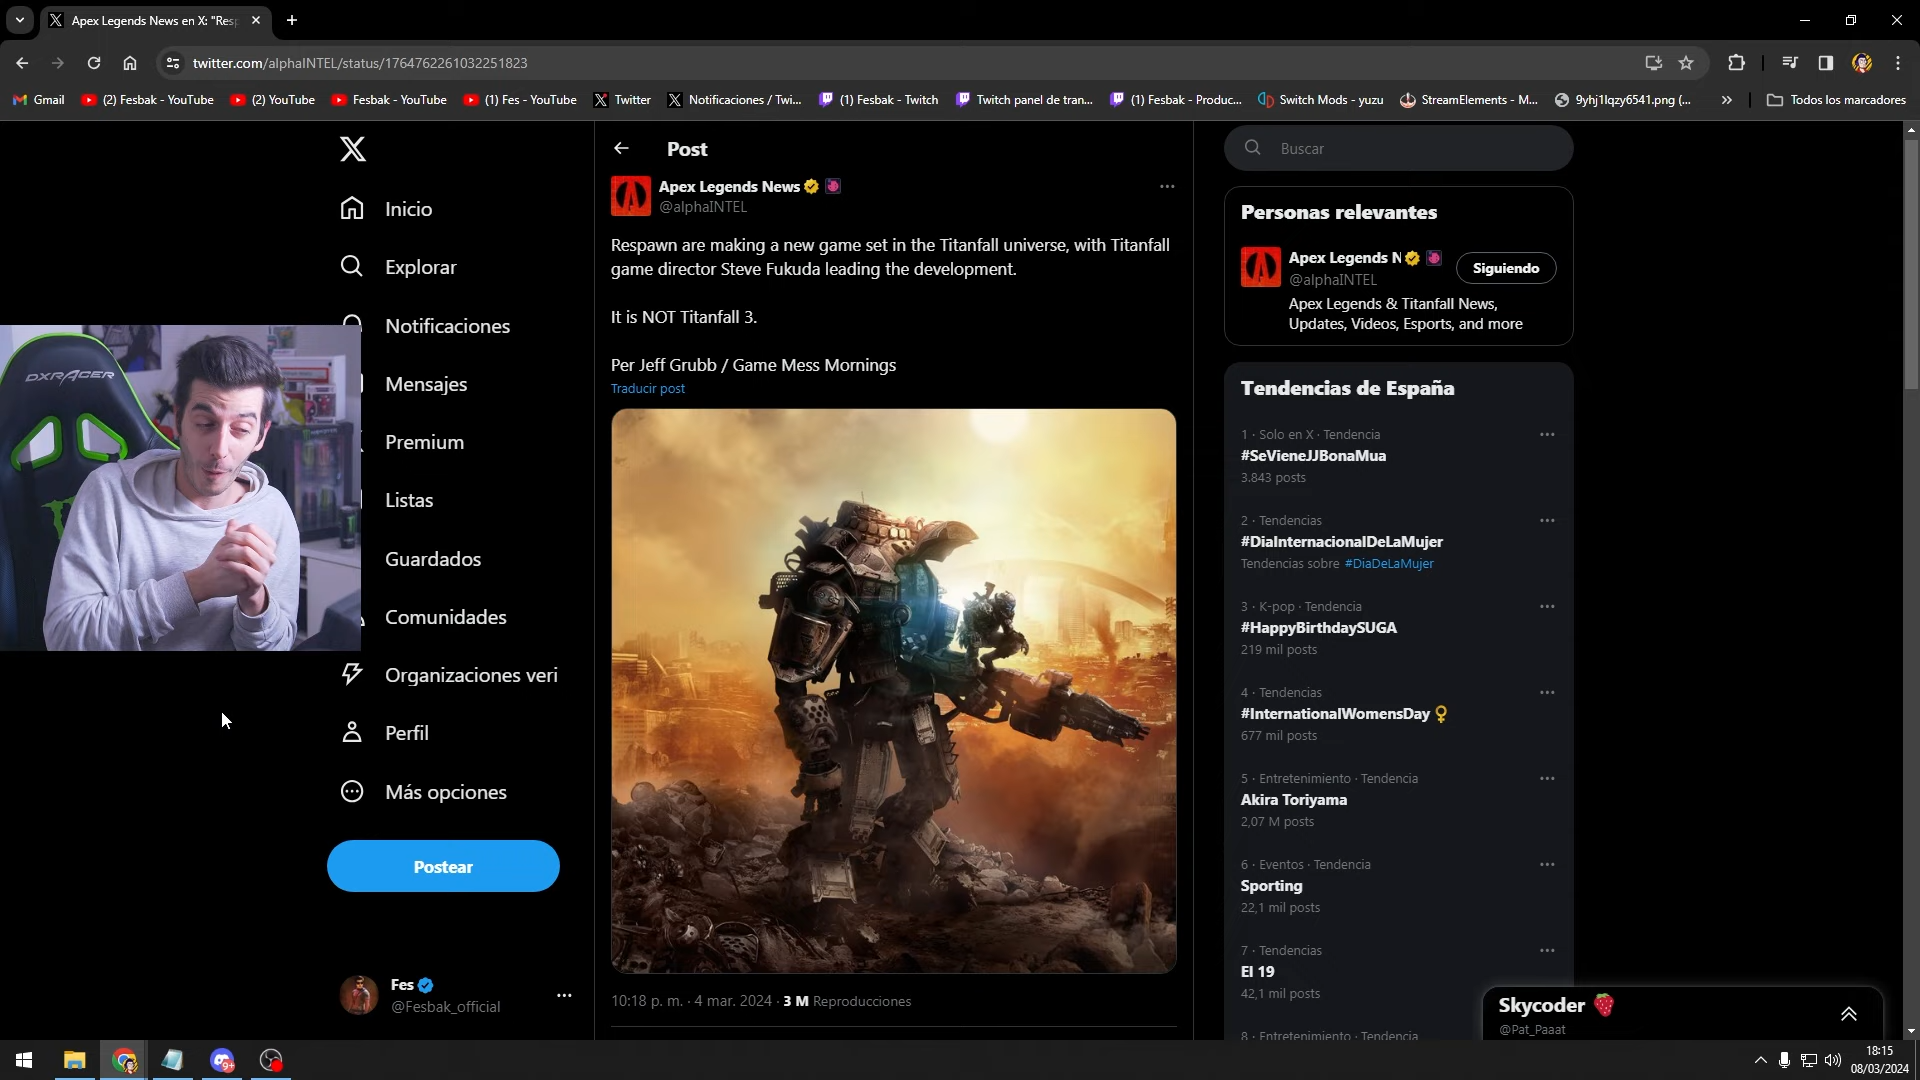 Apex Legends News en X: "Resp
twitter.com/alphaINTEL/status/1764762261032251823
Gmail
(2) Fesbak - YouTube
(2) YouTube
Fesbak - YouTube
(1) Fes - YouTube
Twitter
Notificaciones / Twi...
(1) Fesbak - Twitch
Twitch panel de tran...
(1) Fesbak - Produc...
Switch Mods - yuzu
StreamElements - M...
9yhj1lqzy6541.png (...
Todos los marcadores
Inicio
Explorar
Notificaciones
Mensajes
Premium
Listas
Guardados
Comunidades
Organizaciones veri
Perfil
Más opciones
Postear
Fes
@Fesbak_official
DXRACER
Post
Apex Legends News
@alphaINTEL
Respawn are making a new game set in the Titanfall universe, with Titanfall
game director Steve Fukuda leading the development.
It is NOT Titanfall 3.
Per Jeff Grubb / Game Mess Mornings
Traducir post
10:18 p. m. · 4 mar. 2024 · 3 M Reproducciones
Buscar
Personas relevantes
Apex Legends N
@alphaINTEL
Siguiendo
Apex Legends & Titanfall News,
Updates, Videos, Esports, and more
Tendencias de España
1 · Solo en X · Tendencia
#SeVieneJJBonaMua
3.843 posts
2 · Tendencias
#DiaInternacionalDeLaMujer
Tendencias sobre #DiaDeLaMujer
3 · K-pop · Tendencia
#HappyBirthdaySUGA
219 mil posts
4 · Tendencias
#InternationalWomensDay
677 mil posts
5 · Entretenimiento · Tendencia
Akira Toriyama
2,07 M posts
6 · Eventos · Tendencia
Sporting
22,1 mil posts
7 · Tendencias
El 19
42,1 mil posts
8 · Entretenimiento · Tendencia
Skycoder
@Pat_Paaat
9+
18:15
08/03/2024